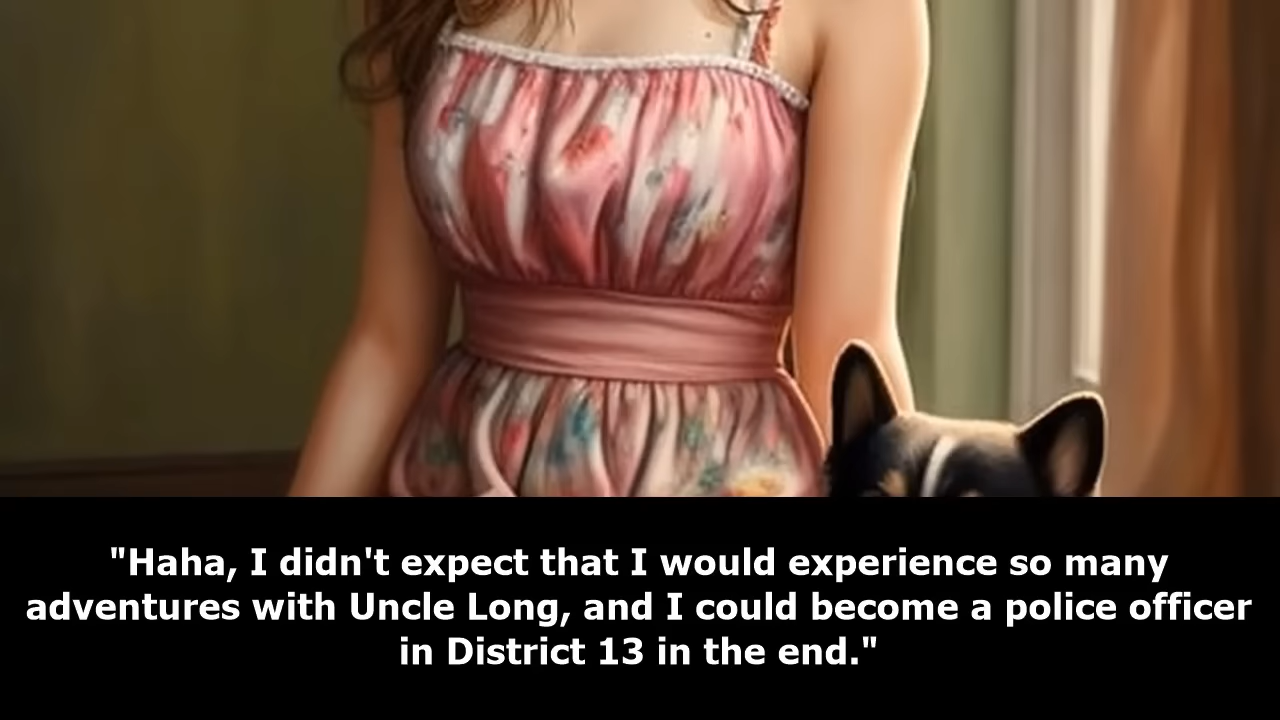 "Haha, I didn't expect that I would experience so many
adventures with Uncle Long, and I could become a police officer
in District 13 in the end."